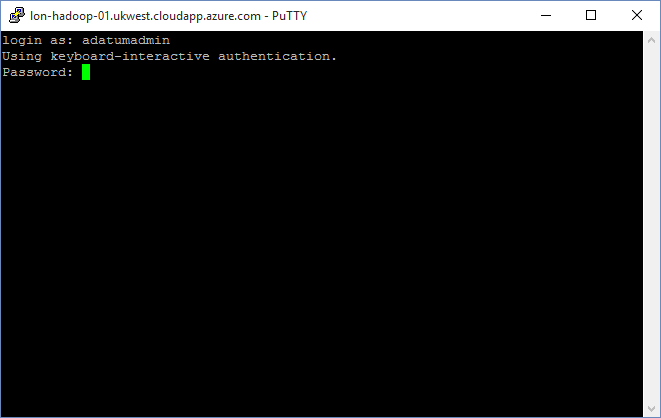 lon-hadoop-01.ukwest.cloudapp.azure.com - PuTTY
login as: adatumadmin
Using keyboard-interactive authentication.
Password: